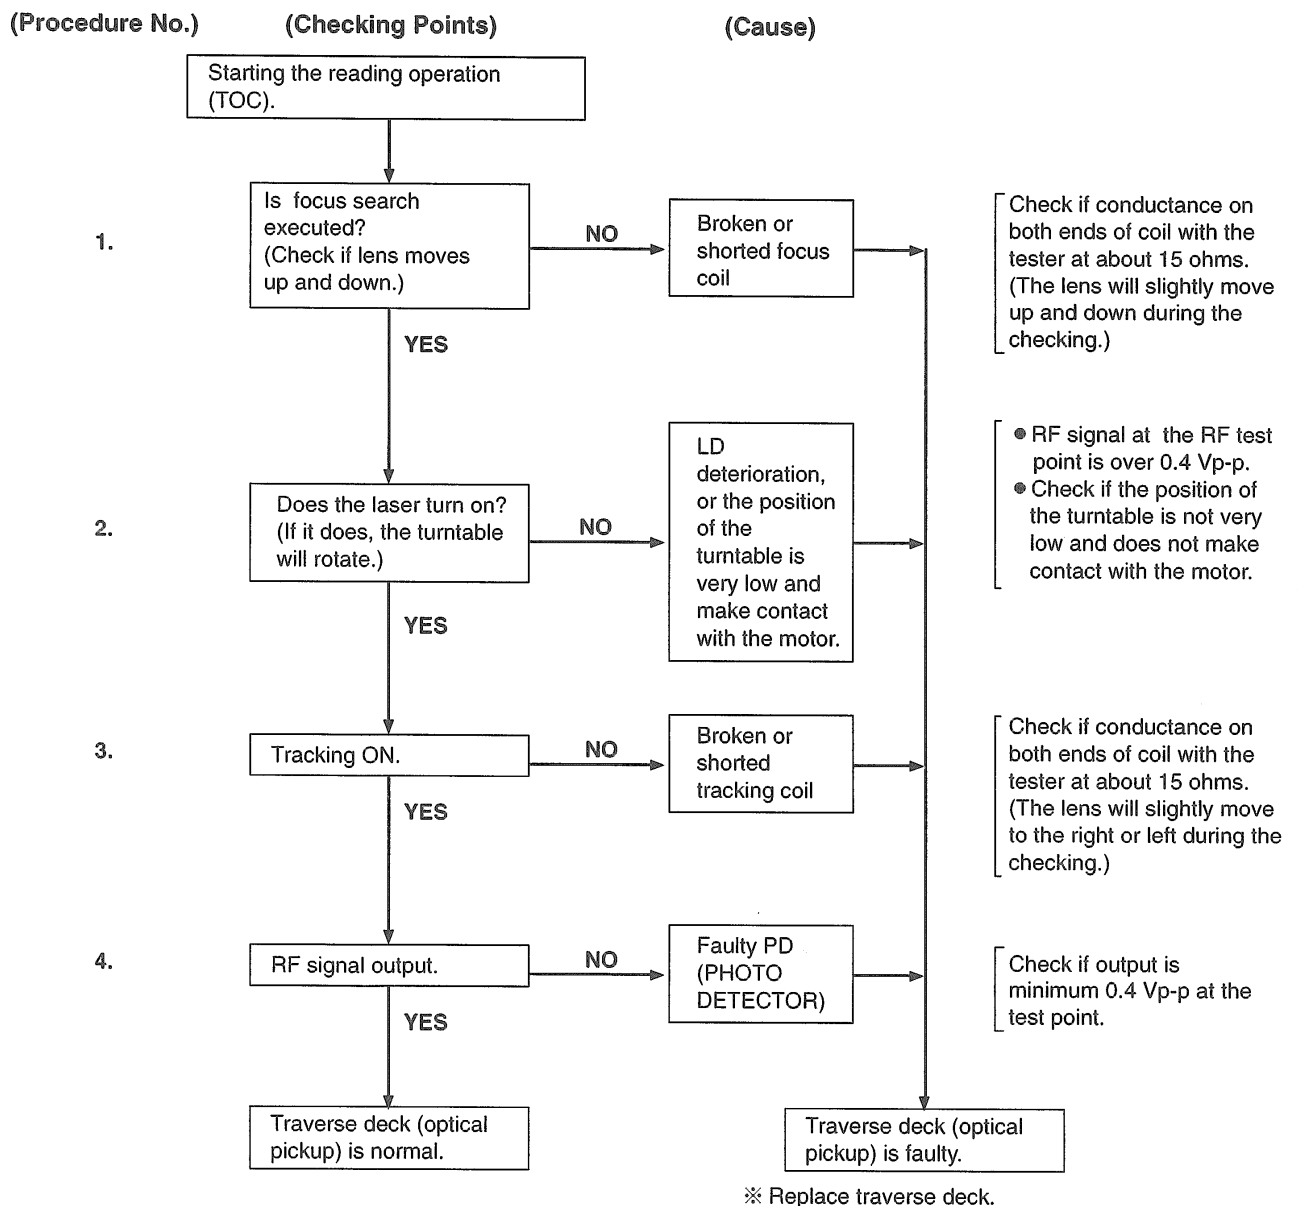 (Procedure No.) (Checking Points) (Cause)
Starting the reading operation
(TOC).
1.
Is focus search
executed?
(Check if lens moves
up and down.)
NO
Broken or
shorted focus
coil
Check if conductance on
both ends of coil with the
tester at about 15 ohms.
(The lens will slightly move
up and down during the
checking.)
YES
2.
Does the laser turn on?
(If it does, the turntable
will rotate.)
NO
LD
deterioration,
or the position
of the
turntable is
very low and
make contact
with the motor.
● RF signal at the RF test
point is over 0.4 Vp-p.
● Check if the position of
the turntable is not very
low and does not make
contact with the motor.
YES
3.
Tracking ON.
NO
Broken or
shorted
tracking coil
Check if conductance on
both ends of coil with the
tester at about 15 ohms.
(The lens will slightly move
to the right or left during the
checking.)
YES
4.
RF signal output.
NO
Faulty PD
(PHOTO
DETECTOR)
Check if output is
minimum 0.4 Vp-p at the
test point.
YES
Traverse deck (optical
pickup) is normal.
Traverse deck (optical
pickup) is faulty.
※ Replace traverse deck.